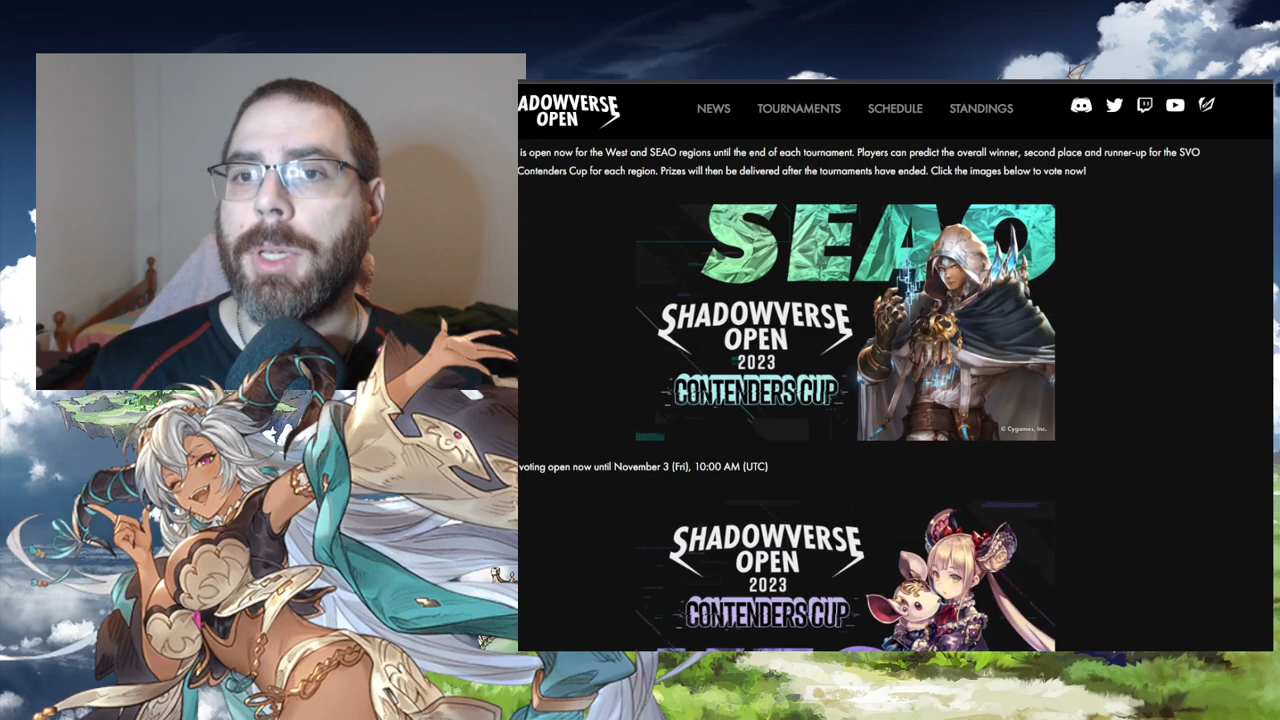 ADOWVERSE
OPEN
NEWS TOURNAMENTS SCHEDULE STANDINGS
is open now for the West and SEAO regions until the end of each tournament. Players can predict the overall winner, second place and runner-up for the SVO
Contenders Cup for each region. Prizes will then be delivered after the tournaments have ended. Click the images below to vote now!
SEAO
SHADOWVERSE
OPEN
2023
CONTENDERS CUP
© Cygames, Inc.
voting open now until November 3 (Fri), 10:00 AM (UTC)
SHADOWVERSE
OPEN
2023
CONTENDERS CUP